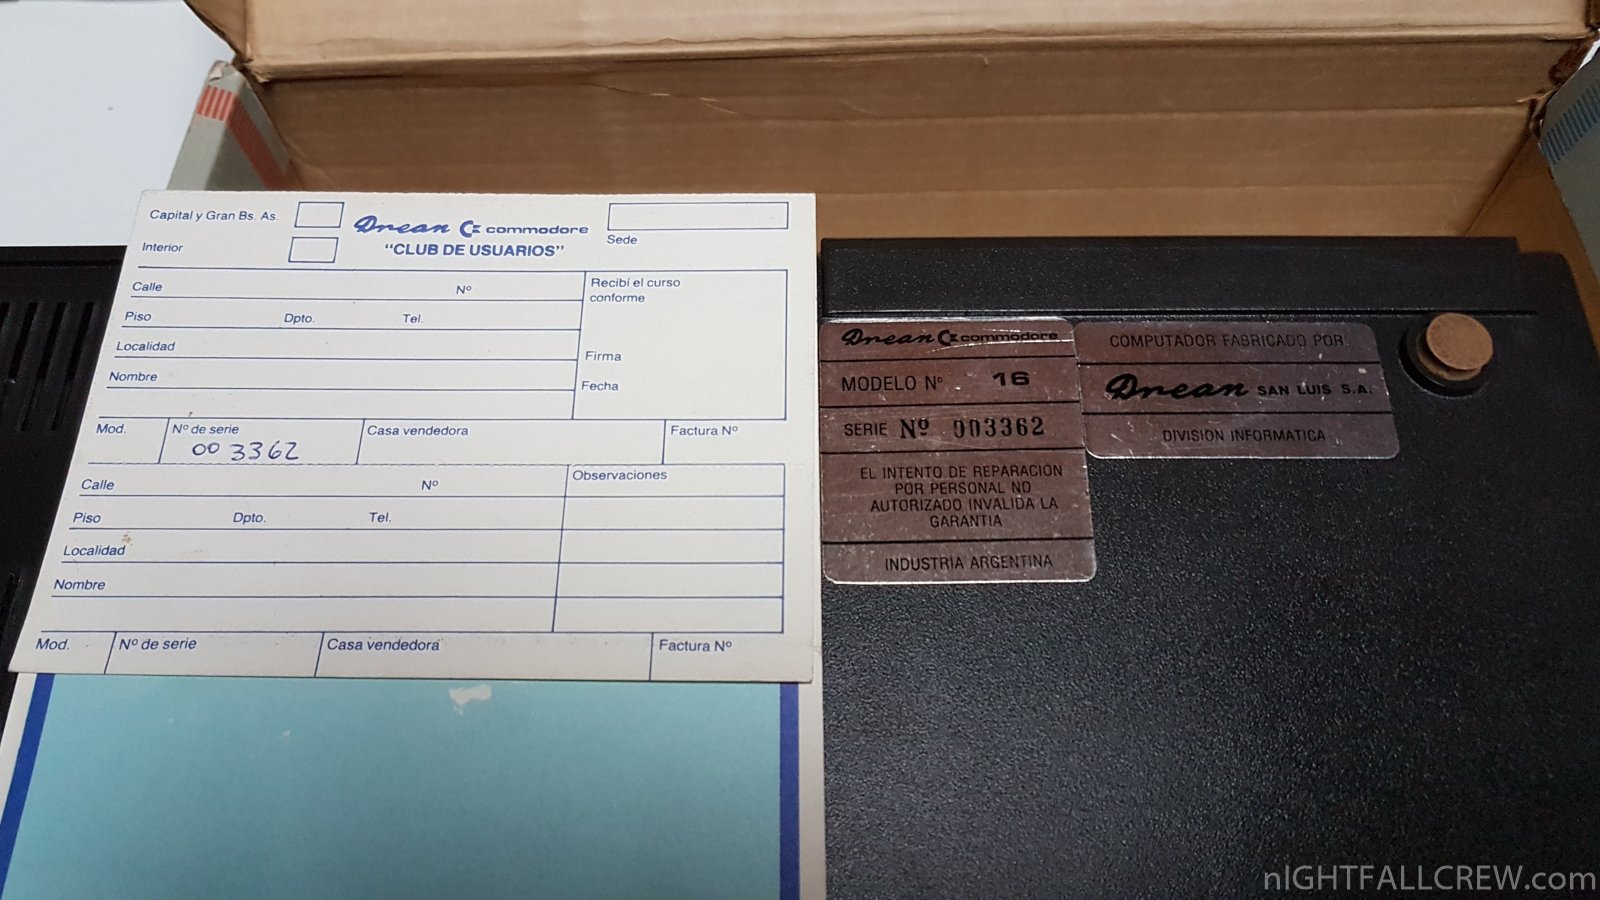 Capital y Gran Bs. As.
Interior
Drean commodore
"CLUB DE USUARIOS"
Sede
Calle Nº
Piso Dpto. Tel.
Localidad
Nombre
Recibí el curso
conforme
Firma
Fecha
Mod. Nº de serie Casa vendedora Factura Nº
003362
Calle Nº
Piso Dpto. Tel.
Localidad
Nombre
Observaciones
Mod. Nº de serie Casa vendedora Factura Nº
Drean commodore
MODELO Nº 16
SERIE Nº 003362
EL INTENTO DE REPARACION
POR PERSONAL NO
AUTORIZADO INVALIDA LA
GARANTIA
INDUSTRIA ARGENTINA
COMPUTADOR FABRICADO POR
Drean SAN LUIS S.A.
DIVISION INFORMATICA
nIGHTFALLCREW.com